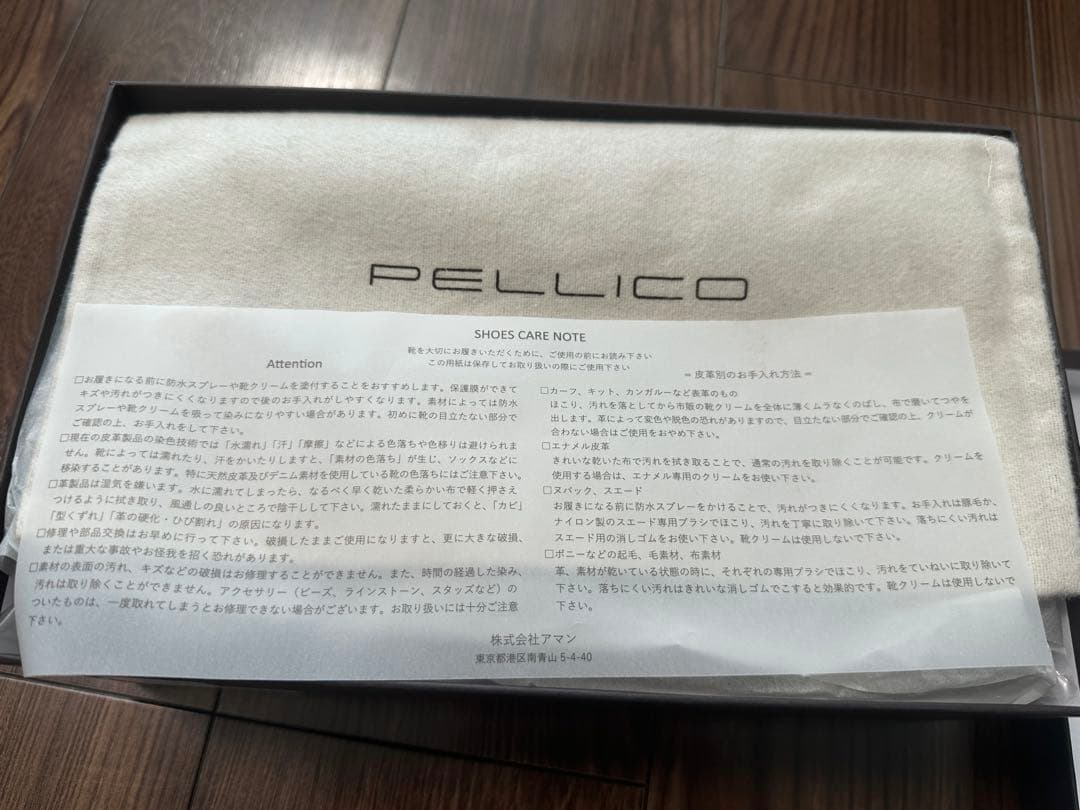 PELLICO
SHOES CARE NOTE
靴を大切にお履きいただくために、ご使用の前にお読み下さい
この用紙は保存してお取り扱いの際にご使用下さい
Attention
□お履きになる前に防水スプレーや靴クリームを塗付することをおすすめします。保護膜ができて
キズや汚れがつきにくくなりますので後のお手入れがしやすくなります。素材によっては防水
スプレーや靴クリームを吸って染みになりやすい場合があります。初めに靴の目立たない部分で
ご確認の上、お手入れをして下さい。
□現在の皮革製品の染色技術では「水濡れ」「汗」「摩擦」などによる色落ちや色移りは避けられま
せん。靴によっては濡れたり、汗をかいたりしますと、「素材の色落ち」が生じ、ソックスなどに
移染することがあります。特に天然皮革及びデニム素材を使用している靴の色落ちにはご注意下さい。
□革製品は湿気を嫌います。水に濡れてしまったら、なるべく早く乾いた柔らかい布で軽く押さえ
つけるように拭き取り、風通しの良いところで陰干しして下さい。濡れたままにしておくと、「カビ」
「型くずれ」「革の硬化・ひび割れ」の原因になります。
□修理や部品交換はお早めに行って下さい。破損したままご使用になりますと、更に大きな破損、
または重大な事故やお怪我を招く恐れがあります。
□素材の表面の汚れ、キズなどの破損はお修理することができません。また、時間の経過した染み、
汚れは取り除くことができません。アクセサリー（ビーズ、ラインストーン、スタッズなど）の
ついたものは、一度取れてしまうとお修理できない場合がございます。お取り扱いには十分ご注意
下さい。
＝皮革別のお手入れ方法＝
□カーフ、キット、カンガルーなど表革のもの
ほこり、汚れを落としてから市販の靴クリームを全体に薄くムラなくのばし、布で磨いてつやを
出します。革によって変色や脱色の恐れがありますので、目立たない部分でご確認の上、クリームが
合わない場合はご使用をおやめ下さい。
□エナメル皮革
きれいな乾いた布で汚れを拭き取ることで、通常の汚れを取り除くことが可能です。クリームを
使用する場合は、エナメル専用のクリームをお使い下さい。
□ヌバック、スエード
お履きになる前に防水スプレーをかけることで、汚れがつきにくくなります。お手入れは豚毛か、
ナイロン製のスエード専用ブラシでほこり、汚れを丁寧に取り除いて下さい。落ちにくい汚れは
スエード用の消しゴムをお使い下さい。靴クリームは使用しないで下さい。
□ポニーなどの起毛、毛素材、布素材
革、素材が乾いている状態の時に、それぞれの専用ブラシでほこり、汚れをていねいに取り除いて
下さい。落ちにくい汚れはきれいな消しゴムでこすると効果的です。靴クリームは使用しないで
下さい。
株式会社アマン
東京都港区南青山 5-4-40